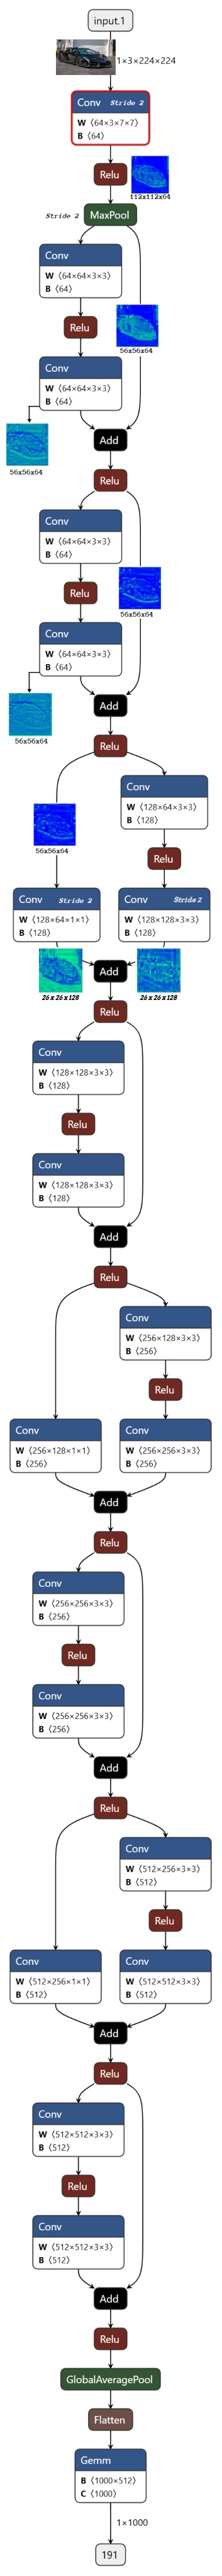 input.1
1×3×224×224
Conv Stride 2
W ⟨64×3×7×7⟩
B ⟨64⟩
Relu
112x112x64
Stride 2 MaxPool
Conv
W ⟨64×64×3×3⟩
B ⟨64⟩
Relu
56x56x64
Conv
W ⟨64×64×3×3⟩
B ⟨64⟩
Add
56x56x64
Relu
Conv
W ⟨64×64×3×3⟩
B ⟨64⟩
Relu
56x56x64
Conv
W ⟨64×64×3×3⟩
B ⟨64⟩
Add
56x56x64
Relu
Conv
W ⟨128×64×3×3⟩
B ⟨128⟩
56x56x64
Relu
Conv Stride 2
W ⟨128×64×1×1⟩
B ⟨128⟩
Conv Stride 2
W ⟨128×128×3×3⟩
B ⟨128⟩
Add
26x26x128
26x26x128
Relu
Conv
W ⟨128×128×3×3⟩
B ⟨128⟩
Relu
Conv
W ⟨128×128×3×3⟩
B ⟨128⟩
Add
Relu
Conv
W ⟨256×128×3×3⟩
B ⟨256⟩
Relu
Conv
W ⟨256×128×1×1⟩
B ⟨256⟩
Conv
W ⟨256×256×3×3⟩
B ⟨256⟩
Add
Relu
Conv
W ⟨256×256×3×3⟩
B ⟨256⟩
Relu
Conv
W ⟨256×256×3×3⟩
B ⟨256⟩
Add
Relu
Conv
W ⟨512×256×3×3⟩
B ⟨512⟩
Relu
Conv
W ⟨512×256×1×1⟩
B ⟨512⟩
Conv
W ⟨512×512×3×3⟩
B ⟨512⟩
Add
Relu
Conv
W ⟨512×512×3×3⟩
B ⟨512⟩
Relu
Conv
W ⟨512×512×3×3⟩
B ⟨512⟩
Add
Relu
GlobalAveragePool
Flatten
Gemm
B ⟨1000×512⟩
C ⟨1000⟩
1×1000
191